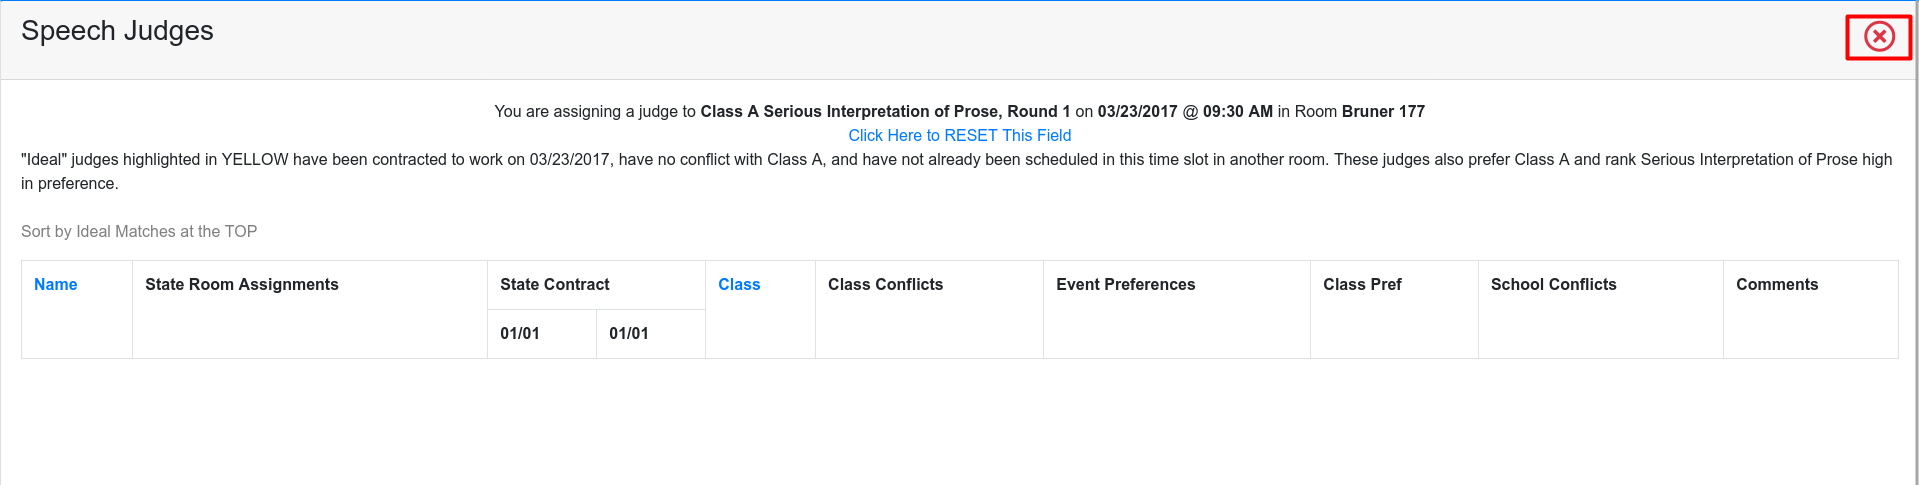 Speech Judges
You are assigning a judge to Class A Serious Interpretation of Prose, Round 1 on 03/23/2017 @ 09:30 AM in Room Bruner 177
Click Here to RESET This Field
"Ideal" judges highlighted in YELLOW have been contracted to work on 03/23/2017, have no conflict with Class A, and have not already been scheduled in this time slot in another room. These judges also prefer Class A and rank Serious Interpretation of Prose high
in preference.
Sort by Ideal Matches at the TOP
Name State Room Assignments State Contract Class Class Conflicts Event Preferences Class Pref School Conflicts Comments
01/01 01/01